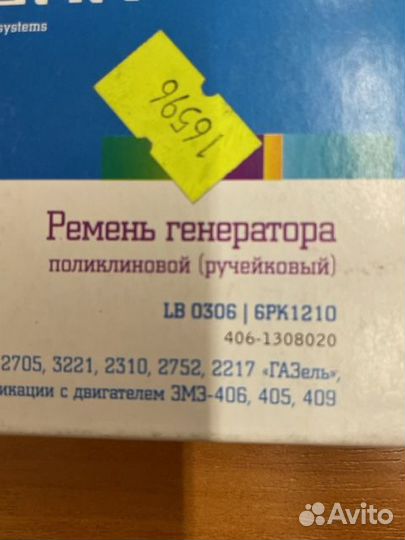 systems
16596
Ремень генератора
поликлиновой (ручейковый)
LB 0306 | 6PK1210
406-1308020
2705, 3221, 2310, 2752, 2217 «ГАЗель»,
икации с двигателем ЗМЗ-406, 405, 409
Avito